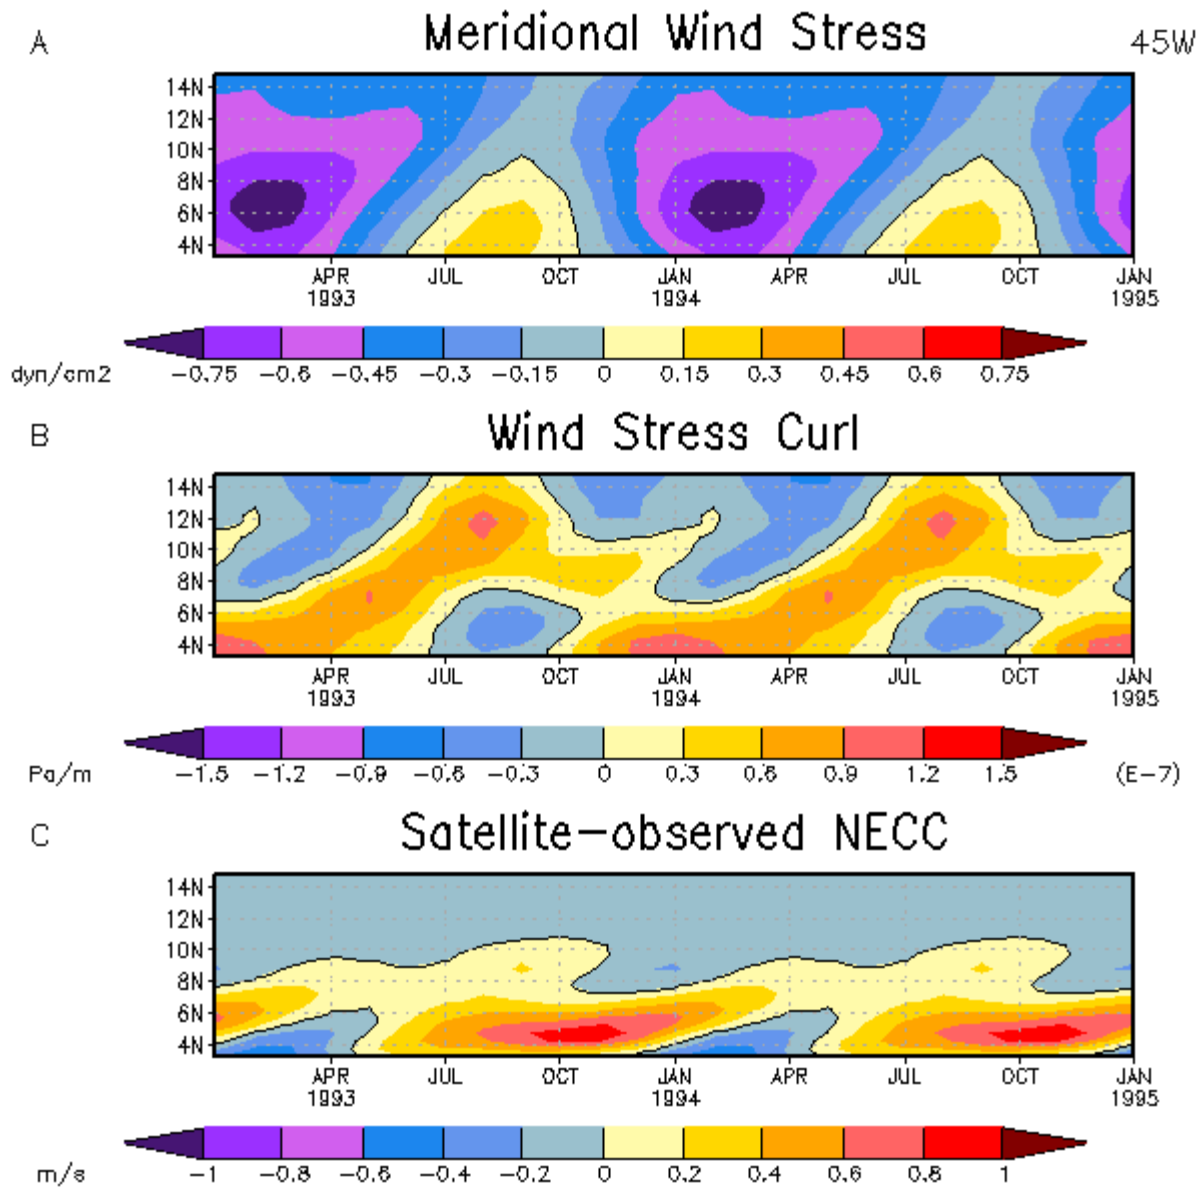 A Meridional Wind Stress 45W
14N
12N
10N
8N
6N
4N
APR JUL OCT JAN APR JUL OCT JAN
1993 1994 1995
dyn/cm2 -0.75 -0.6 -0.45 -0.3 -0.15 0 0.15 0.3 0.45 0.6 0.75
B Wind Stress Curl
14N
12N
10N
8N
6N
4N
APR JUL OCT JAN APR JUL OCT JAN
1993 1994 1995
Pa/m -1.5 -1.2 -0.9 -0.6 -0.3 0 0.3 0.6 0.9 1.2 1.5 (E-7)
C Satellite-observed NECC
14N
12N
10N
8N
6N
4N
APR JUL OCT JAN APR JUL OCT JAN
1993 1994 1995
m/s -1 -0.8 -0.6 -0.4 -0.2 0 0.2 0.4 0.6 0.8 1